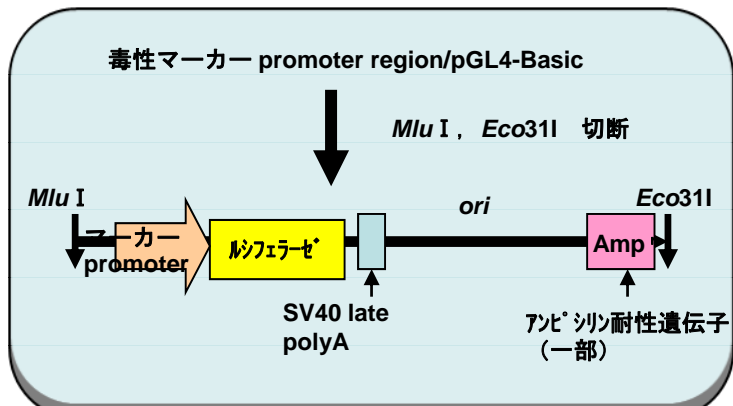 毒性マーカー promoter region/pGL4-Basic
Mlu I , Eco31I 切断
Mlu I
ori
Eco31I
マーカー
promoter
ﾙｼﾌｪﾗｰｾﾞ
Amp
SV40 late
polyA
ｱﾝﾋﾟｼﾘﾝ耐性遺伝子
（一部）